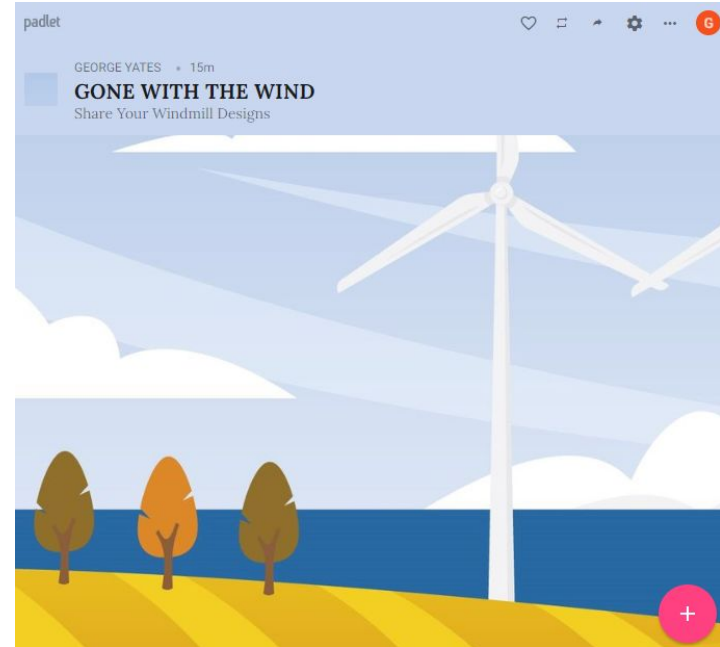 padlet
GEORGE YATES • 15m
GONE WITH THE WIND
Share Your Windmill Designs
G
+